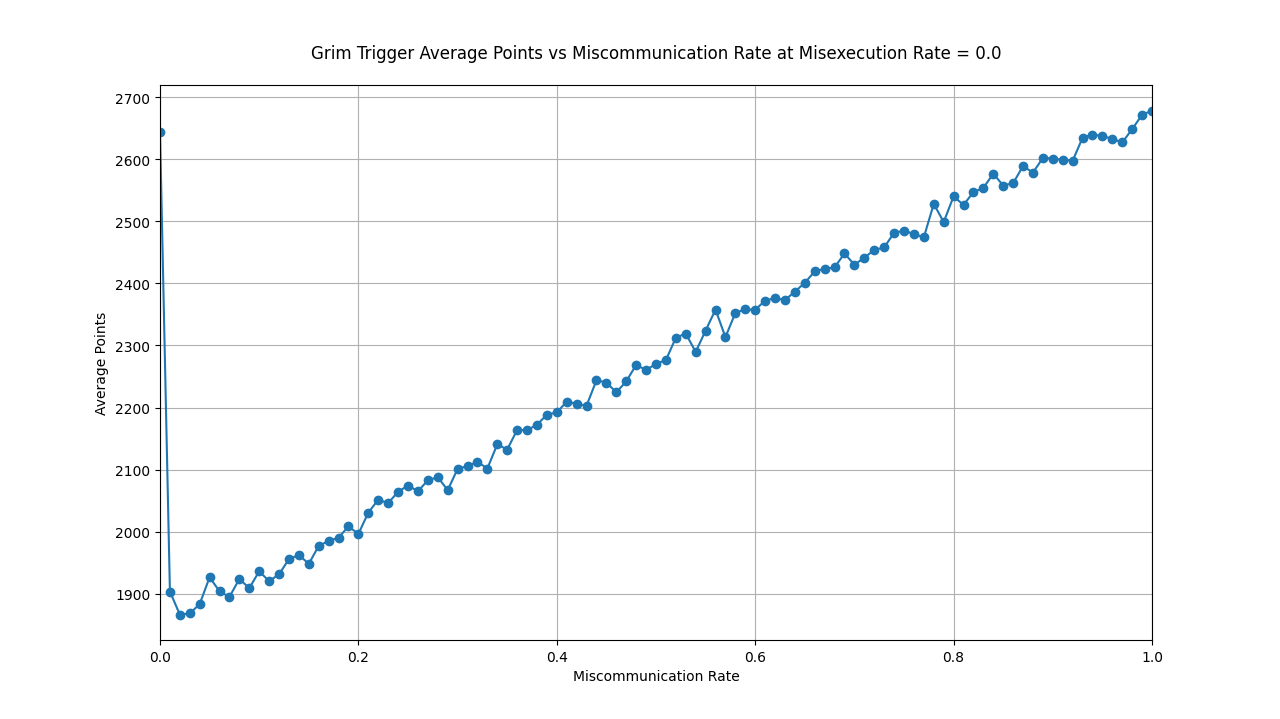 Grim Trigger Average Points vs Miscommunication Rate at Misexecution Rate = 0.0
2700
2600
2500
2400
2300
2200
2100
2000
1900
Average Points
0.0 0.2 0.4 0.6 0.8 1.0
Miscommunication Rate